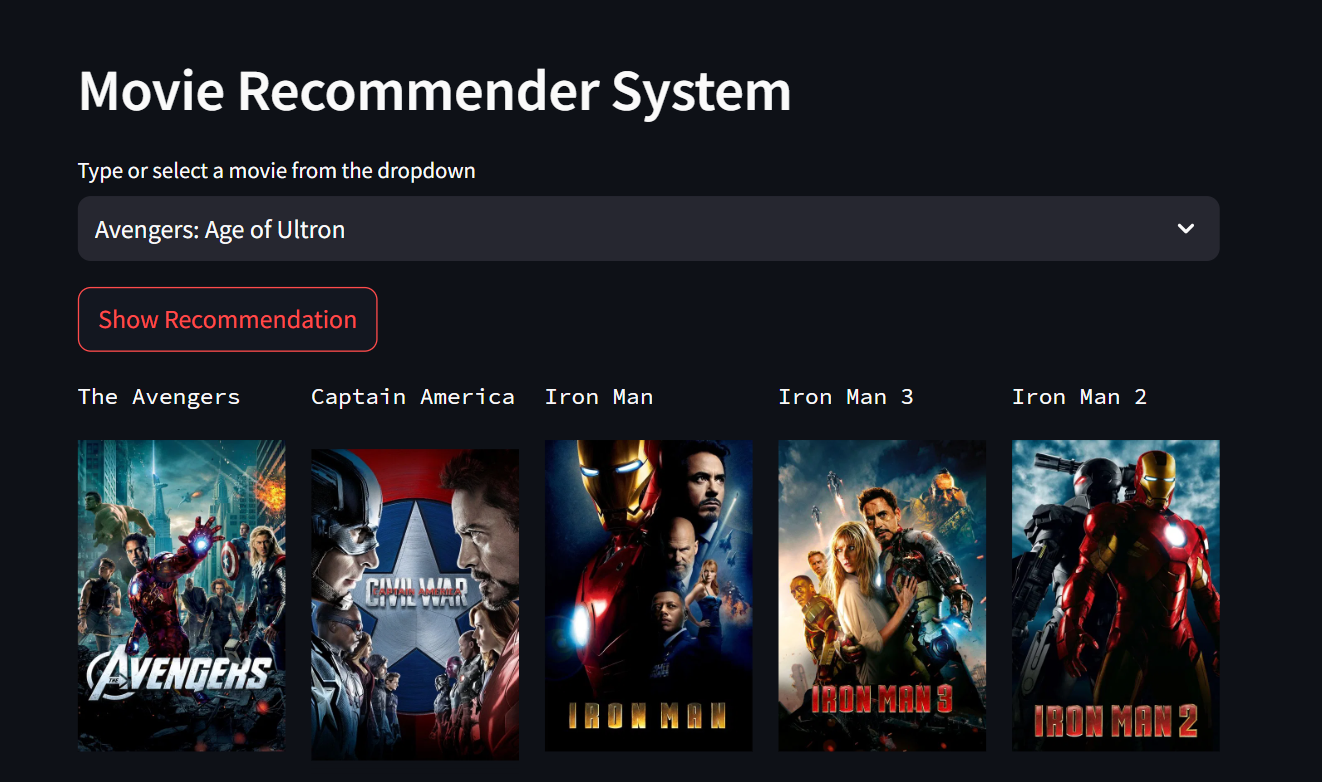 Movie Recommender System
Type or select a movie from the dropdown
Avengers: Age of Ultron
Show Recommendation
The Avengers
Captain America
Iron Man
Iron Man 3
Iron Man 2
THE AVENGERS
CAPTAIN AMERICA
CIVIL WAR
IRON MAN
IRON MAN 3
IRON MAN 2